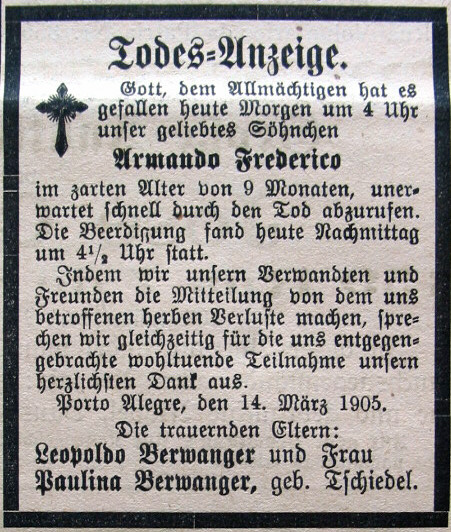 Todes-Anzeige.
Gott, dem Allmächtigen hat es
gefallen heute Morgen um 4 Uhr
unser geliebtes Söhnchen
Armando Frederico
im zarten Alter von 9 Monaten, uner-
wartet schnell durch den Tod abzurufen.
Die Beerdigung fand heute Nachmittag
um 4½ Uhr statt.
Indem wir unsern Verwandten und
Freunden die Mitteilung von dem uns
betroffenen herben Verluste machen, spre-
chen wir gleichzeitig für die uns entgegen-
gebrachte wohltuende Teilnahme unsern
herzlichsten Dank aus.
Porto Alegre, den 14. März 1905.
Die trauernden Eltern:
Leopoldo Berwanger und Frau
Paulina Berwanger, geb. Tschiedel.